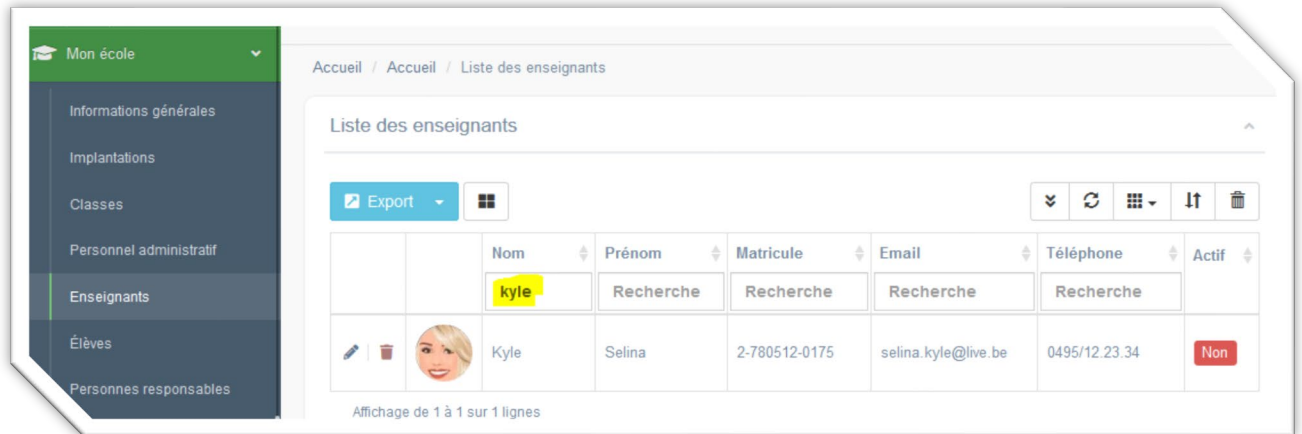 Mon école
Informations générales
Implantations
Classes
Personnel administratif
Enseignants
Élèves
Personnes responsables
Accueil / Accueil / Liste des enseignants
Liste des enseignants
Export
Nom Prénom Matricule Email Téléphone Actif
kyle Recherche Recherche Recherche Recherche
Kyle Selina 2-780512-0175 selina.kyle@live.be 0495/12.23.34 Non
Affichage de 1 à 1 sur 1 lignes